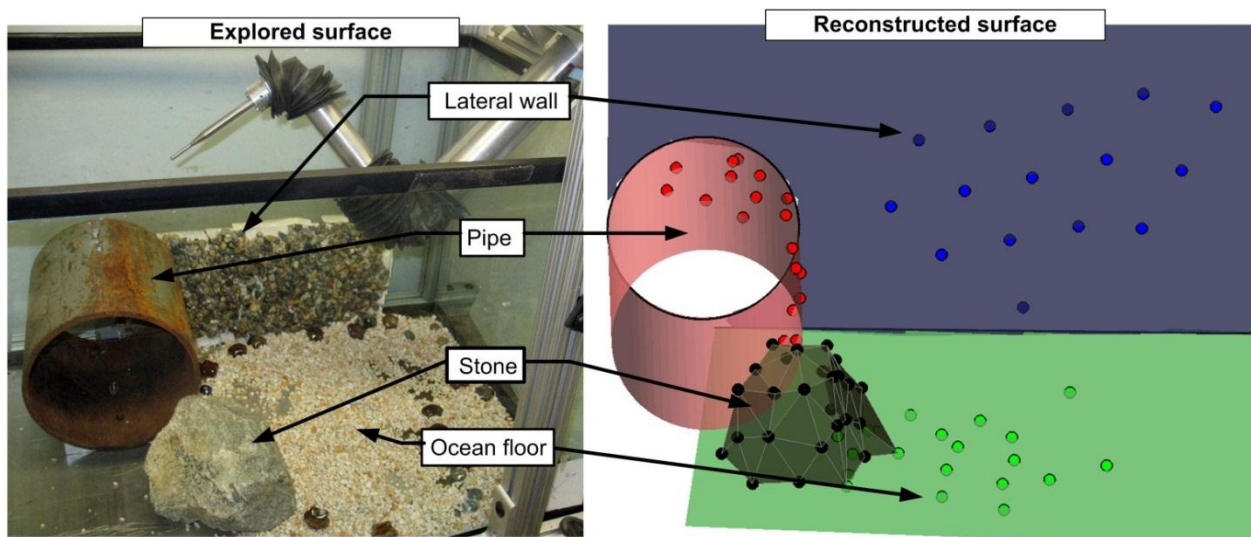 Explored surface
Reconstructed surface
Lateral wall
Pipe
Stone
Ocean floor